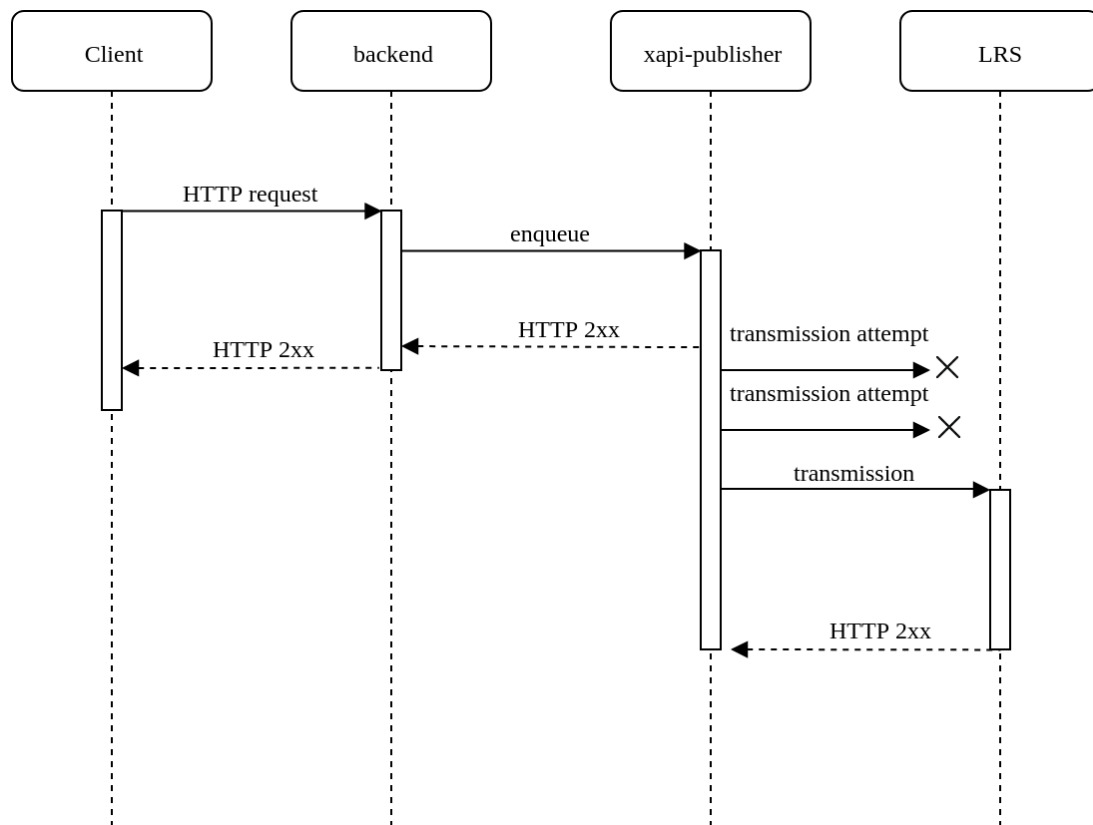 Client
backend
xapi-publisher
LRS
HTTP request
enqueue
HTTP 2xx
transmission attempt
HTTP 2xx
transmission attempt
transmission
HTTP 2xx